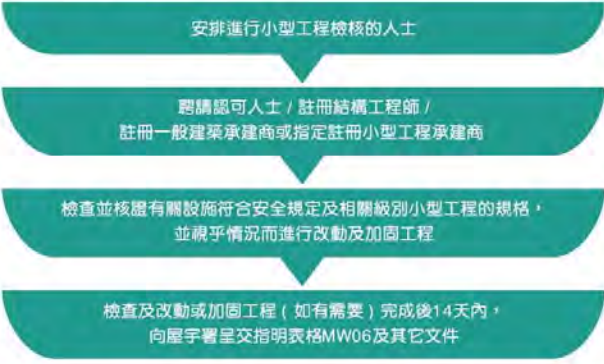 安排進行小型工程檢核的人士
聘請認可人士 / 註冊結構工程師 /
註冊一般建築承建商或指定註冊小型工程承建商
檢查並核證有關設施符合安全規定及相關級別小型工程的規格，
並視乎情況而進行改動及加固工程
檢查及改動或加固工程 ( 如有需要 ) 完成後14天內，
向屋宇署呈交指明表格MW06及其它文件